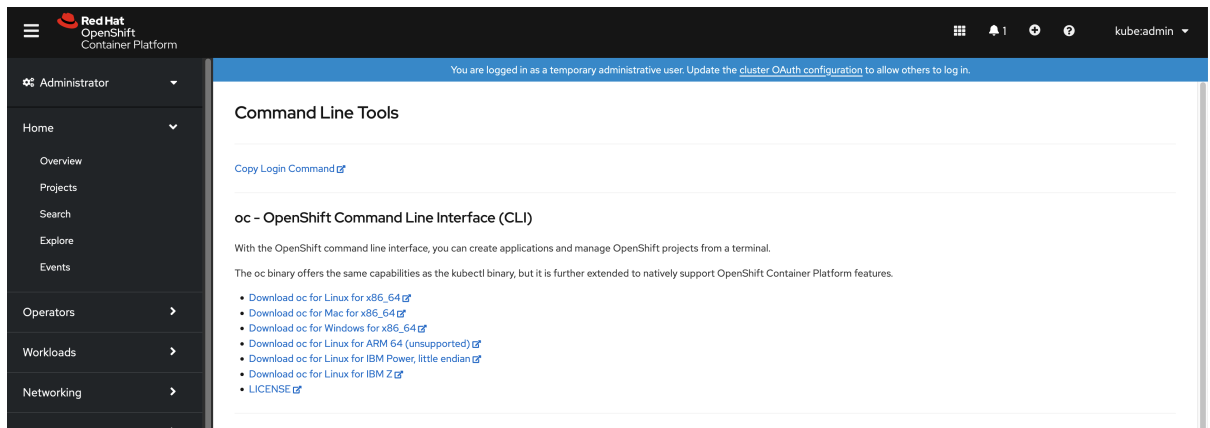 Red Hat
OpenShift
Container Platform
1
kube:admin
Administrator
You are logged in as a temporary administrative user. Update the cluster OAuth configuration to allow others to log in.
Home
Overview
Projects
Search
Explore
Events
Operators
Workloads
Networking
Command Line Tools
Copy Login Command
oc - OpenShift Command Line Interface (CLI)
With the OpenShift command line interface, you can create applications and manage OpenShift projects from a terminal.
The oc binary offers the same capabilities as the kubectl binary, but it is further extended to natively support OpenShift Container Platform features.
• Download oc for Linux for x86_64
• Download oc for Mac for x86_64
• Download oc for Windows for x86_64
• Download oc for Linux for ARM 64 (unsupported)
• Download oc for Linux for IBM Power, little endian
• Download oc for Linux for IBM Z
• LICENSE